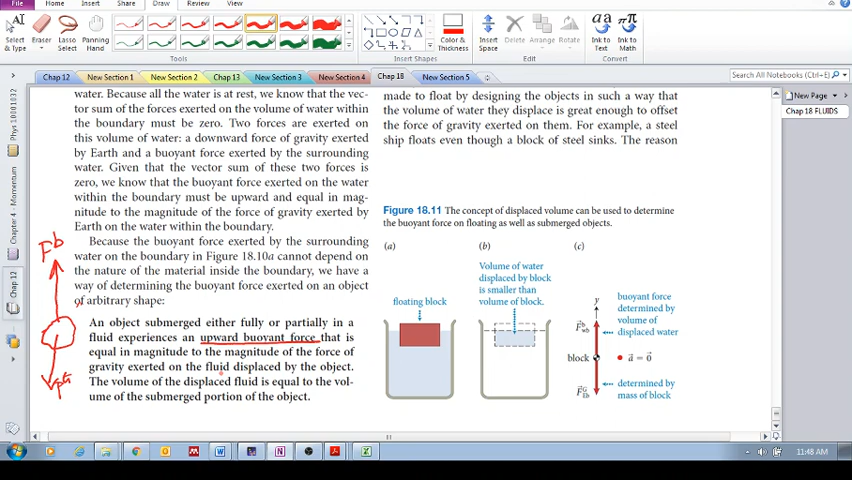 Home
Insert
Draw
History
Review
View
Select & Type
Eraser
Lasso Select
Panning Hand
Tools
Insert Shapes
Color & Thickness
Insert Space
Delete
Arrange
Rotate
Edit
Ink to Text
Ink to Math
Convert
Chap 12
New Section 1
New Section 2
Chap 13
New Section 3
New Section 4
Chap 18
New Section 5
Search All Notebooks (Ctrl+E)
New Page
Chap 18 FLUIDS
Phys 10001032
Chapter 4 - Momentum
Chap 12
water. Because all the water is at rest, we know that the vec-
tor sum of the forces exerted on the volume of water within
the boundary must be zero. Two forces are exerted on
this volume of water: a downward force of gravity exerted
by Earth and a buoyant force exerted by the surrounding
water. Given that the vector sum of these two forces is
zero, we know that the buoyant force exerted on the water
within the boundary must be upward and equal in mag-
nitude to the magnitude of the force of gravity exerted by
Earth on the water within the boundary.
Because the buoyant force exerted by the surrounding
water on the boundary in Figure 18.10a cannot depend on
the nature of the material inside the boundary, we have a
way of determining the buoyant force exerted on an object
of arbitrary shape:
An object submerged either fully or partially in a
fluid experiences an upward buoyant force that is
equal in magnitude to the magnitude of the force of
gravity exerted on the fluid displaced by the object.
The volume of the displaced fluid is equal to the vol-
ume of the submerged portion of the object.
F b
made to float by designing the objects in such a way that
the volume of water they displace is great enough to offset
the force of gravity exerted on them. For example, a steel
ship floats even though a block of steel sinks. The reason
Figure 18.11 The concept of displaced volume can be used to determine
the buoyant force on floating as well as submerged objects.
(a)
(b)
(c)
floating block
Volume of water
displaced by block
is smaller than
volume of block.
y
buoyant force
determined by
volume of
displaced water
block
a = 0
determined by
mass of block
11:48 AM